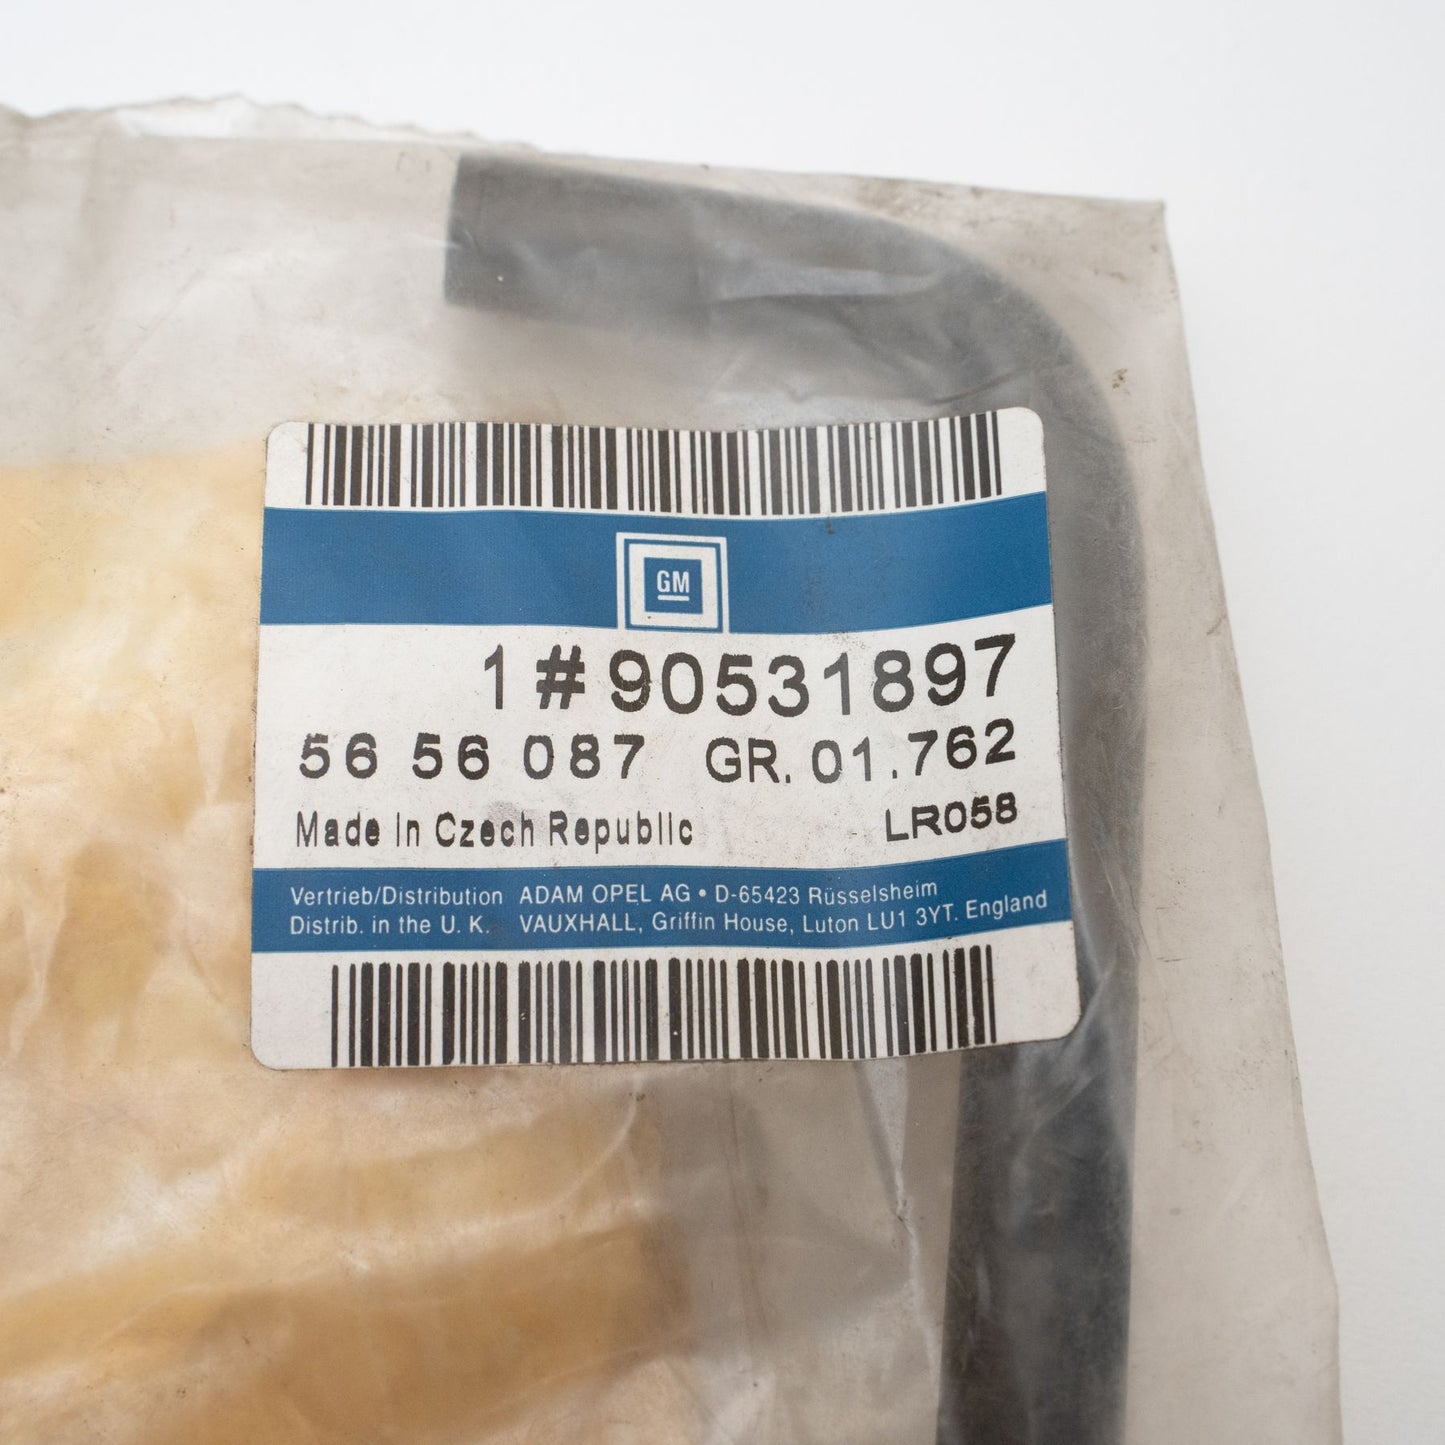 GM
1 #90531897
56 56 087 GR. 01.762
Made in Czech Republic LR058
Vertrieb/Distribution ADAM OPEL AG • D-65423 Rüsselsheim
Distrib. in the U. K. VAUXHALL, Griffin House, Luton LU1 3YT. England